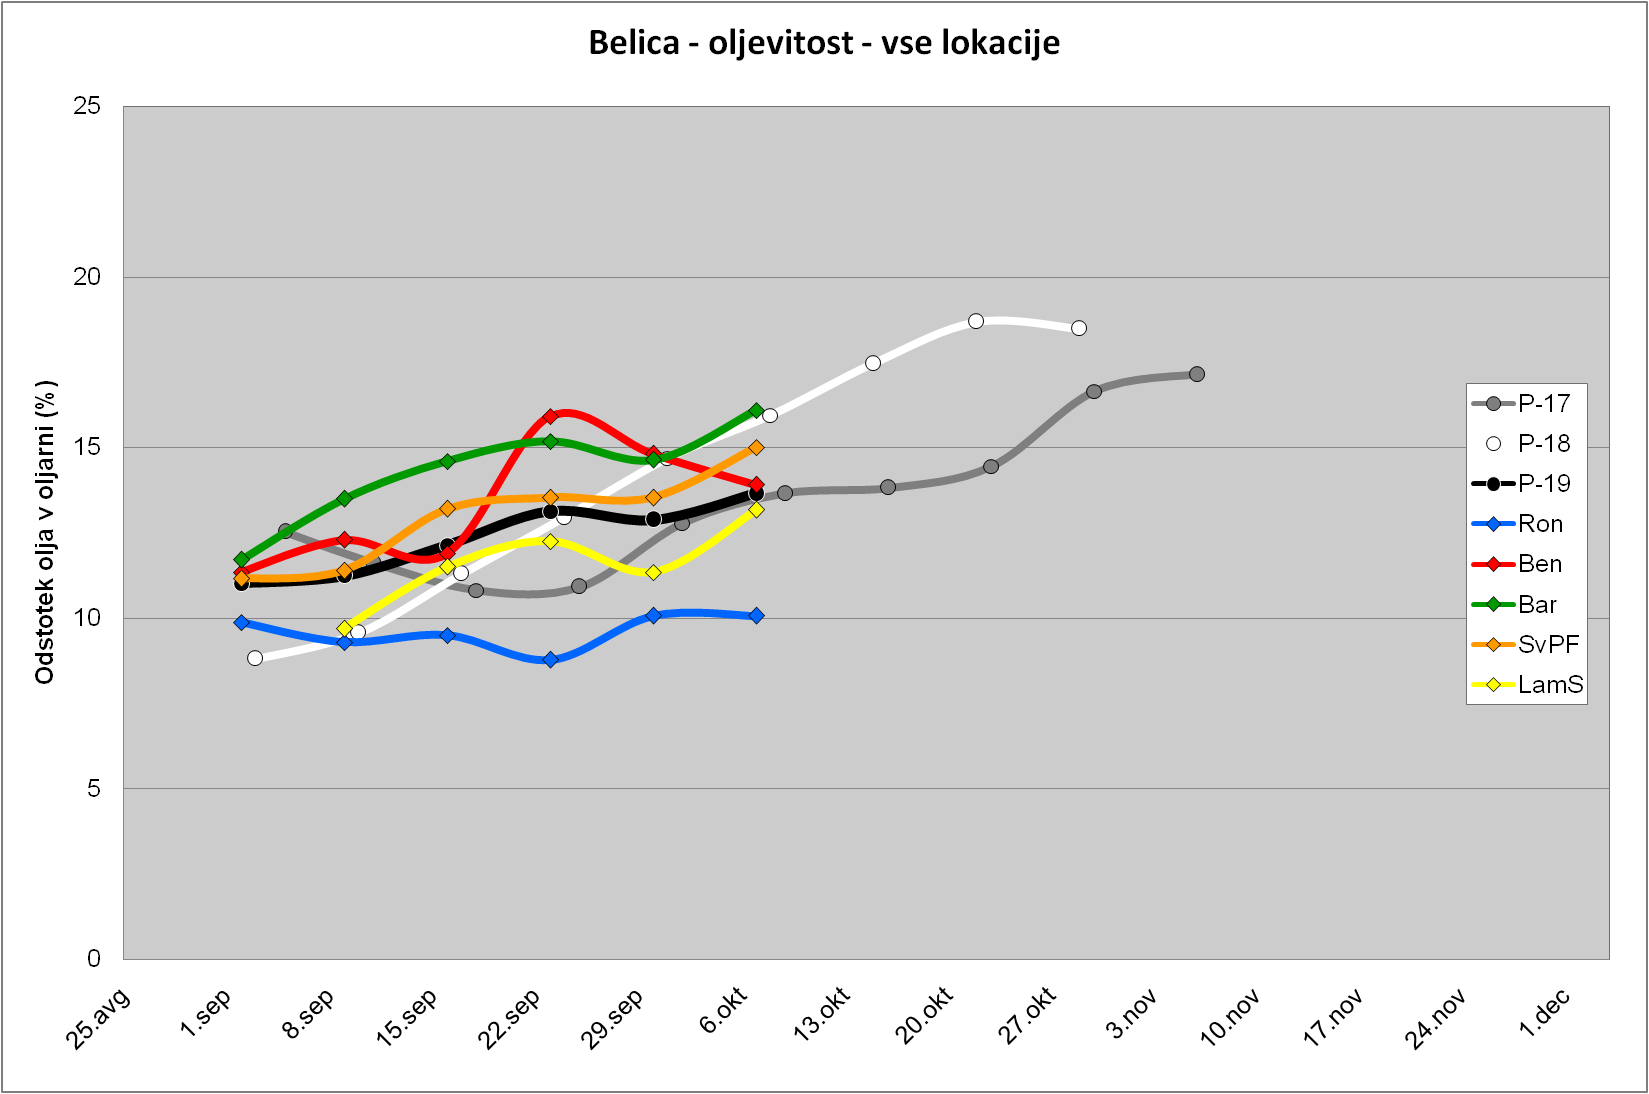 Belica - oljevitost - vse lokacije
25
20
15
10
5
0
Odstotek olja v oljarni (%)
25.avg
1.sep
8.sep
15.sep
22.sep
29.sep
6.okt
13.okt
20.okt
27.okt
3.nov
10.nov
17.nov
24.nov
1.dec
P-17
P-18
P-19
Ron
Ben
Bar
SvPF
LamS